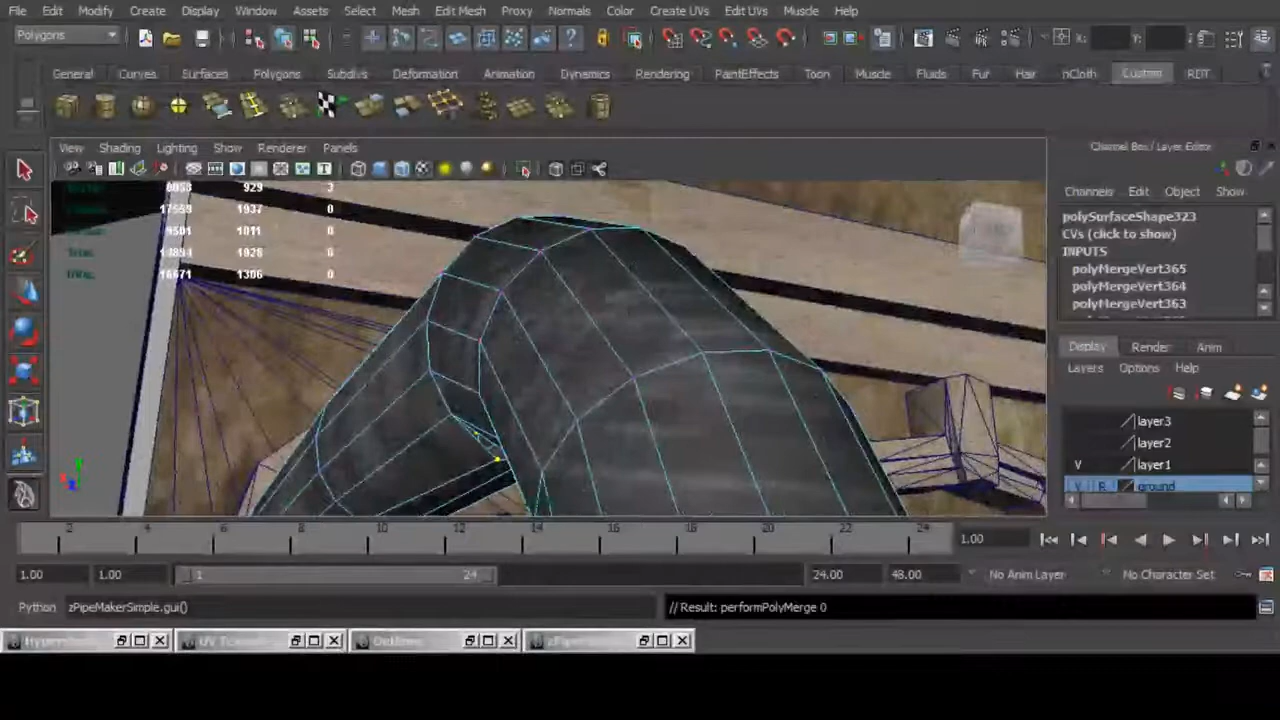 File Edit Modify Create Display Window Assets Select Mesh Edit Mesh Proxy Normals Color Create UVs Edit UVs Muscle Help
Polygons X: Y:
General Curves Surfaces Polygons Subdivs Deformation Animation Dynamics Rendering PaintEffects Toon Muscle Fluids Fur Hair nCloth Custom
Channel Box / Layer Editor
View Shading Lighting Show Renderer Panels
Channels Edit Object Show
929 3
1937 0
1011 0
1926 0
1306 0
polySurfaceShape323
CVs (click to show)
INPUTS
polyMergeVert365
polyMergeVert364
polyMergeVert363
Display Render Anim
Layers Options Help
layer3
layer2
V layer1
V R ground
2 4 6 8 10 12 14 16 18 20 22 24 1.00
1.00 1.00 1 24 24.00 48.00 No Anim Layer No Character Set
Python zPipeMakerSimple.gui() // Result: performPolyMerge 0